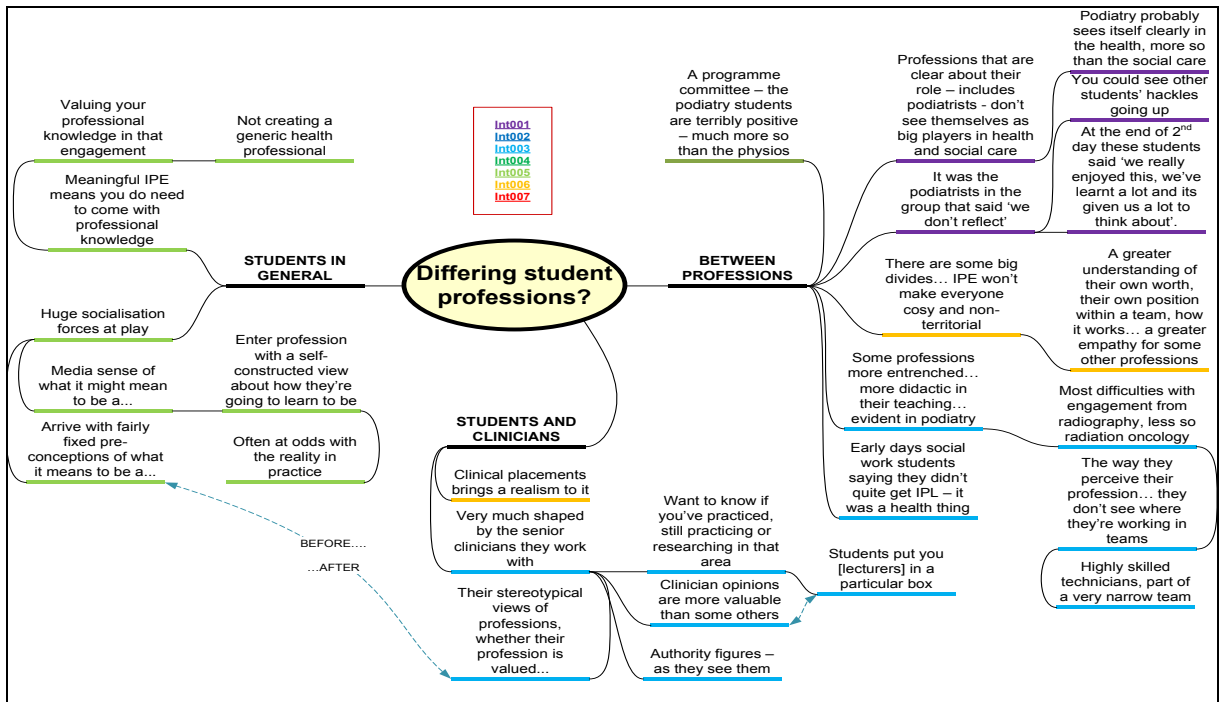 Valuing your
professional
knowledge in that
engagement
Not creating a
generic health
professional
Meaningful IPE
means you do need
to come with
professional
knowledge
STUDENTS IN
GENERAL
Huge socialisation
forces at play
Media sense of
what it might mean
to be a...
Enter profession
with a self-
constructed view
about how they're
going to learn to be
Arrive with fairly
fixed pre-
conceptions of what
it means to be a...
Often at odds with
the reality in
practice
Int001
Int002
Int003
Int004
Int005
Int006
Int007
Differing student
professions?
BEFORE....
...AFTER
STUDENTS AND
CLINICIANS
Clinical placements
brings a realism to it
Very much shaped
by the senior
clinicians they work
with
Their stereotypical
views of
professions,
whether their
profession is
valued...
Want to know if
you've practiced,
still practicing or
researching in that
area
Clinician opinions
are more valuable
than some others
Authority figures –
as they see them
Students put you
[lecturers] in a
particular box
BETWEEN
PROFESSIONS
A programme
committee – the
podiatry students
are terribly positive
– much more so
than the physios
Professions that are
clear about their
role – includes
podiatrists - don't
see themselves as
big players in health
and social care
Podiatry probably
sees itself clearly in
the health, more so
than the social care
It was the
podiatrists in the
group that said 'we
don't reflect'
You could see other
students' hackles
going up
At the end of 2nd
day these students
said 'we really
enjoyed this, we've
learnt a lot and its
given us a lot to
think about'.
There are some big
divides… IPE won't
make everyone
cosy and non-
territorial
A greater
understanding of
their own worth,
their own position
within a team, how
it works… a greater
empathy for some
other professions
Some professions
more entrenched…
more didactic in
their teaching…
evident in podiatry
Most difficulties with
engagement from
radiography, less so
radiation oncology
The way they
perceive their
profession… they
don't see where
they're working in
teams
Highly skilled
technicians, part of
a very narrow team
Early days social
work students
saying they didn't
quite get IPL – it
was a health thing